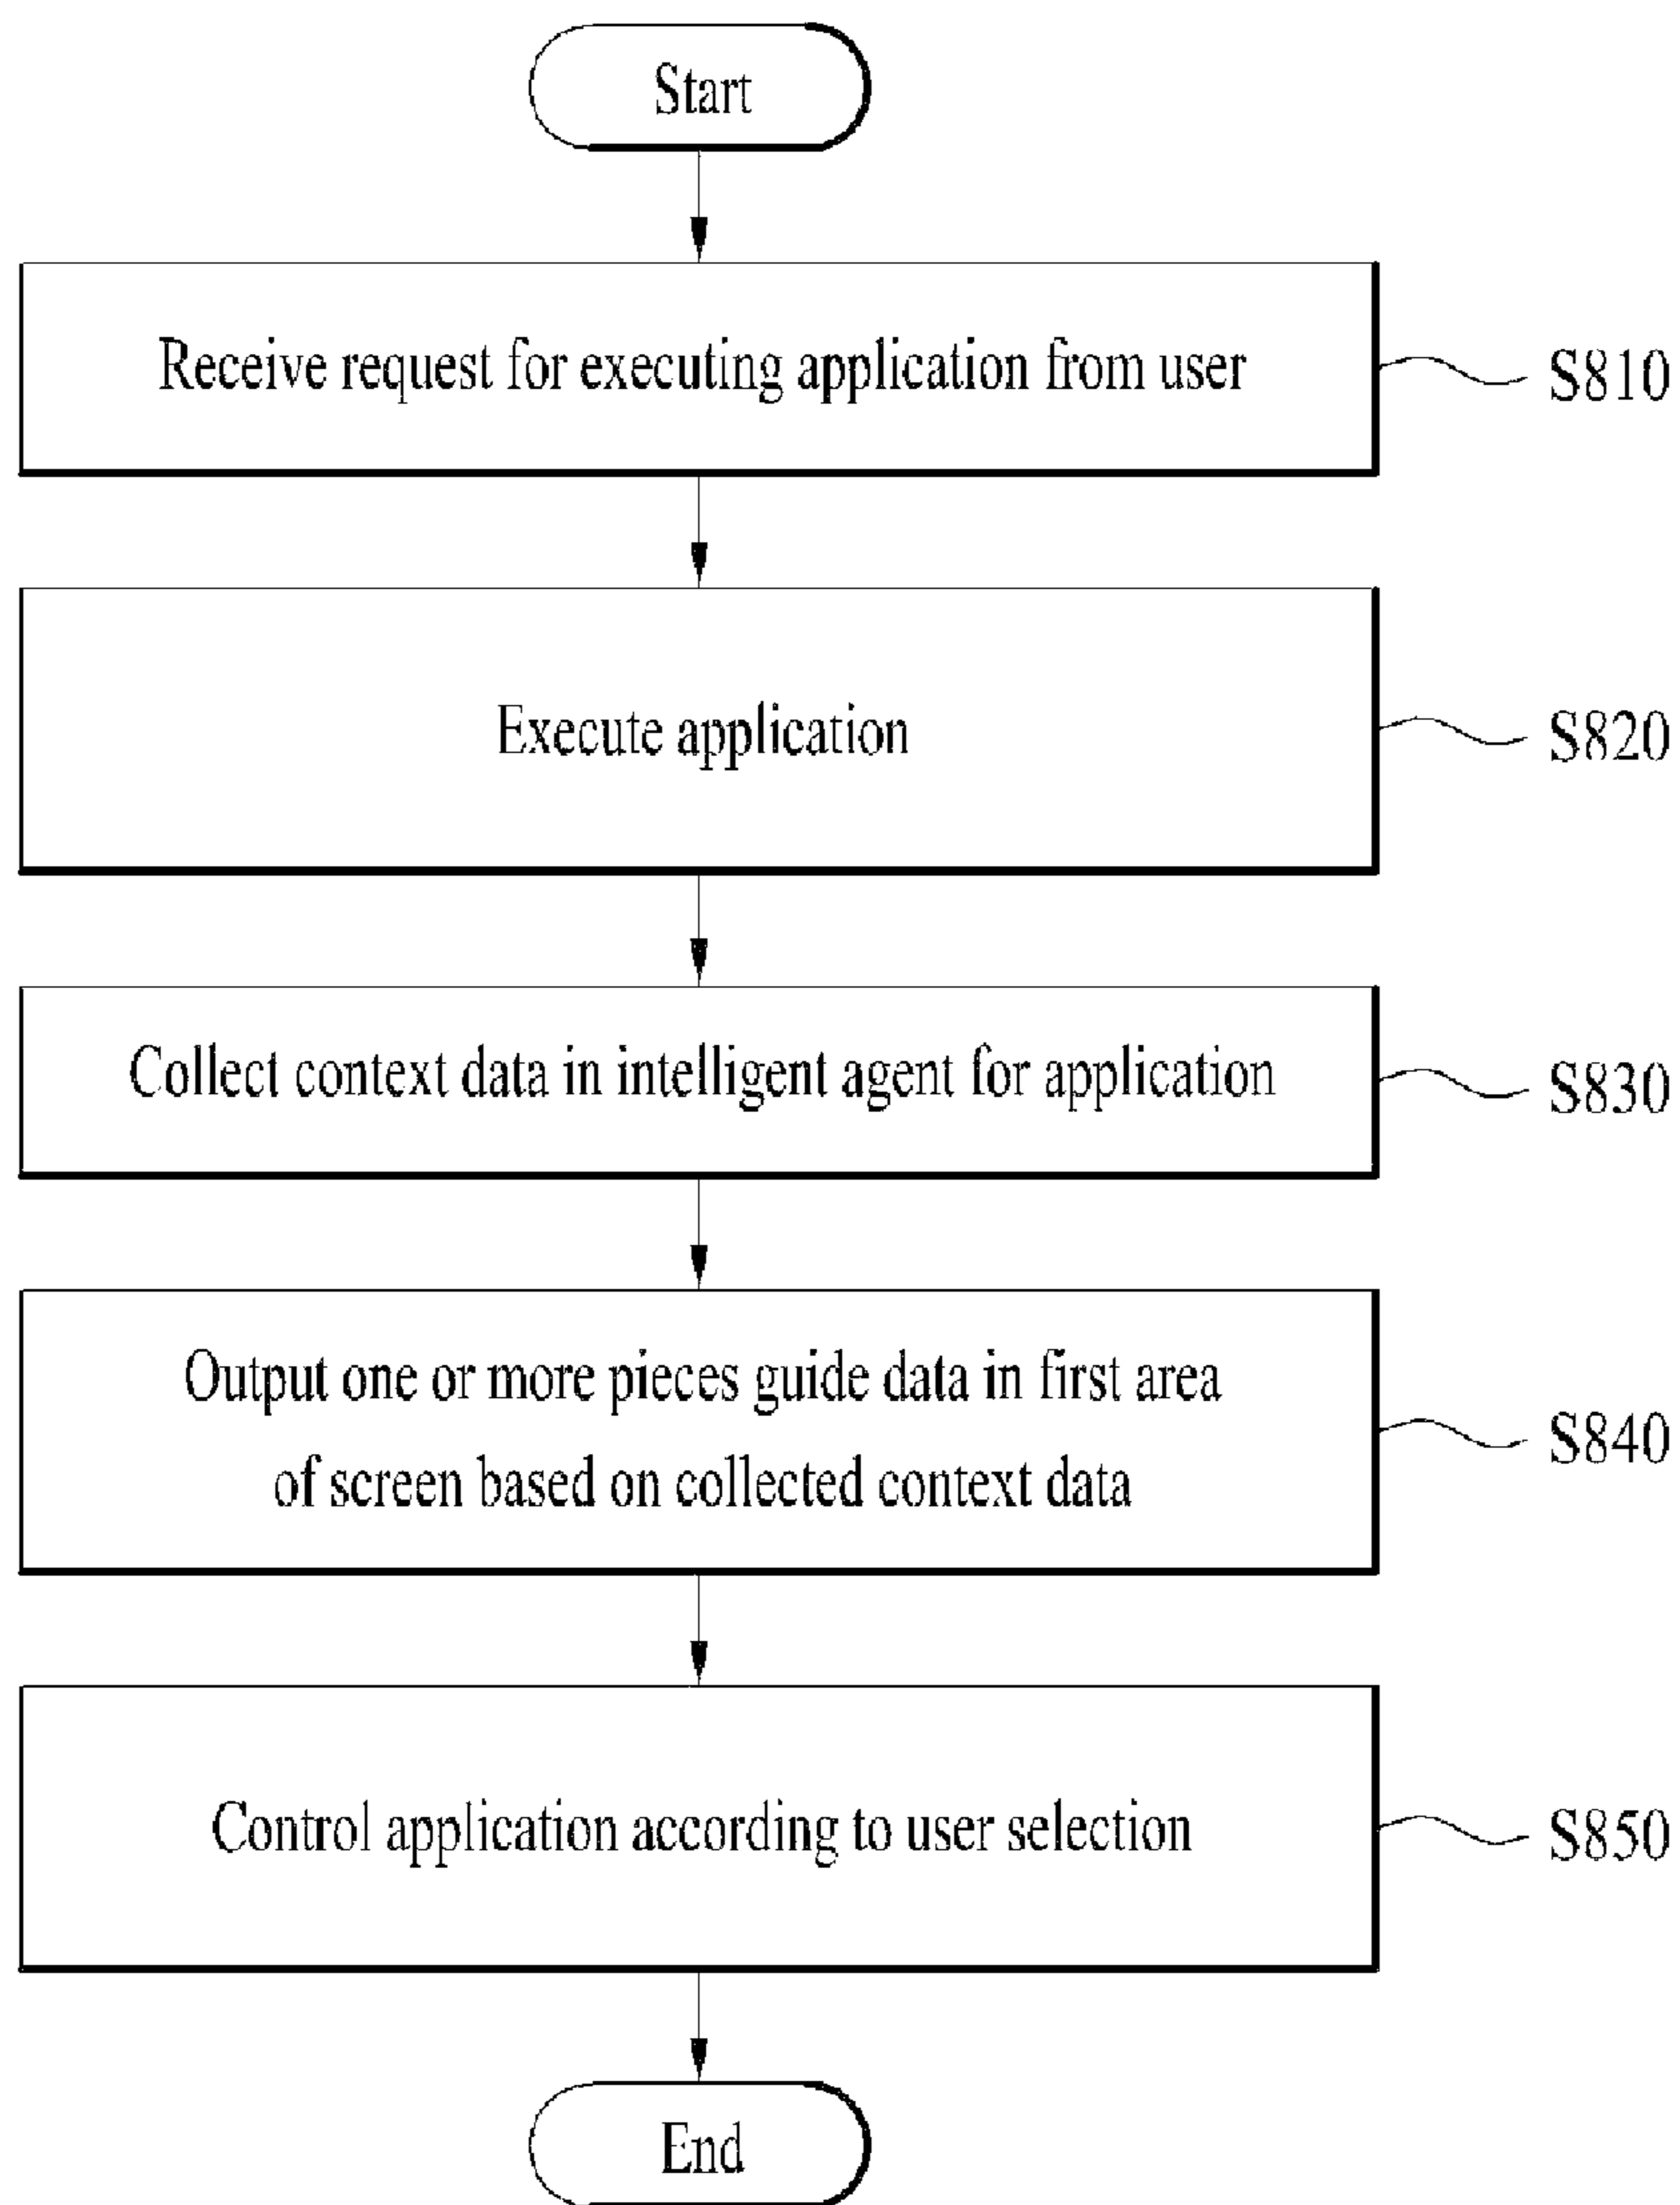 Start
Receive request for executing application from user
S810
Execute application
S820
Collect context data in intelligent agent for application
S830
Output one or more pieces guide data in first area
of screen based on collected context data
S840
Control application according to user selection
S850
End